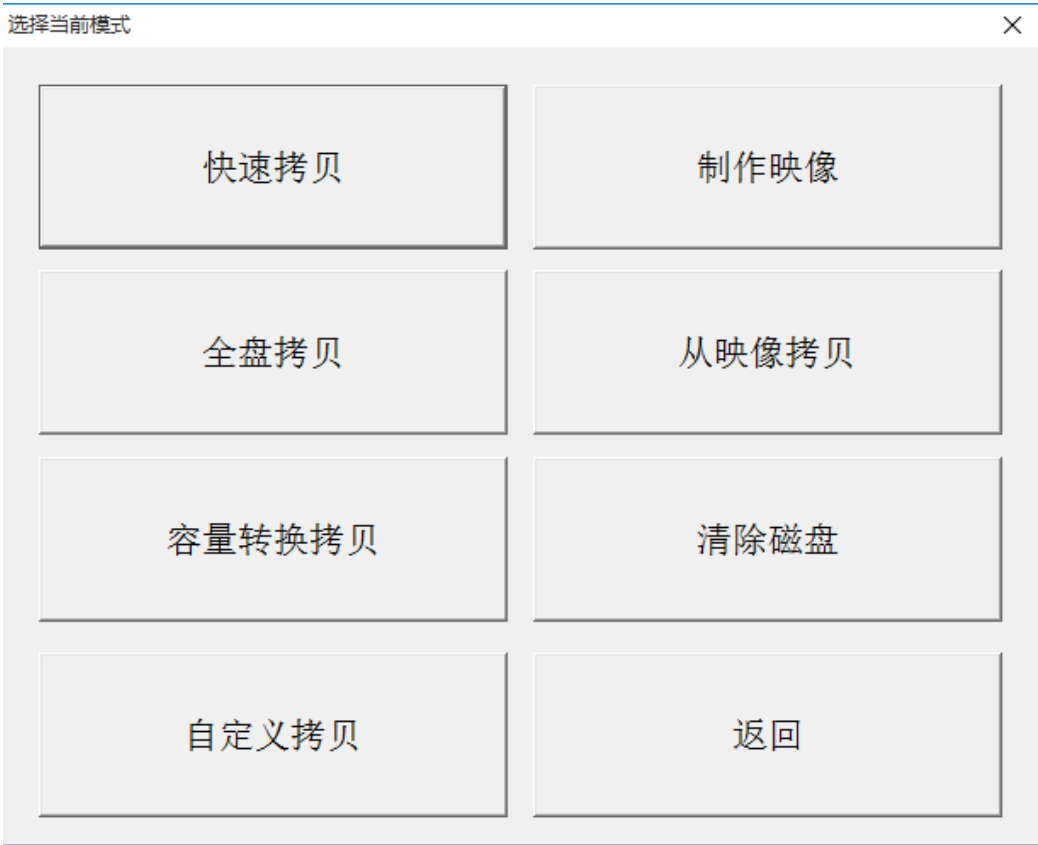 选择当前模式
快速拷贝
制作映像
全盘拷贝
从映像拷贝
容量转换拷贝
清除磁盘
自定义拷贝
返回